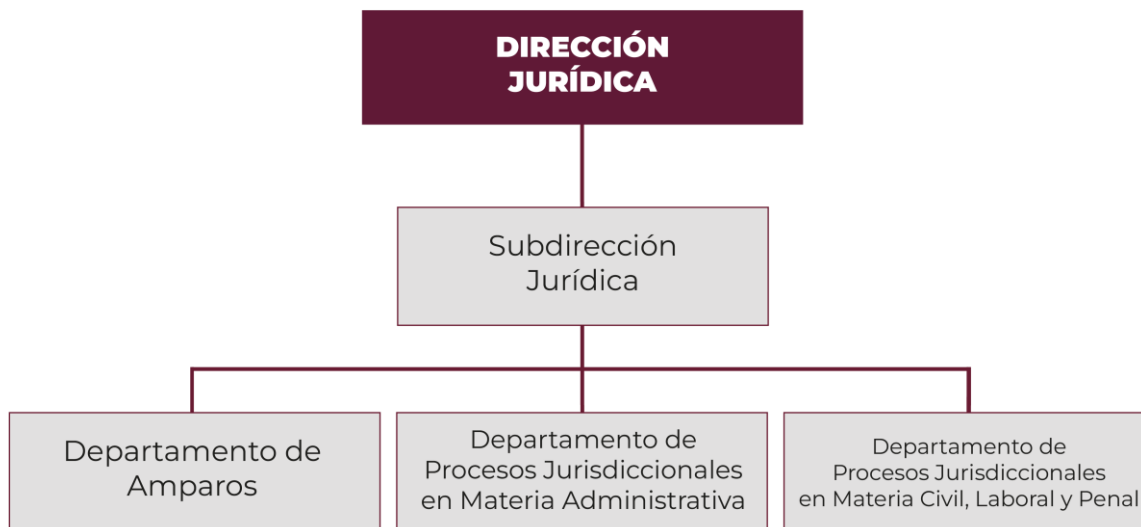 DIRECCIÓN
JURÍDICA
Subdirección
Jurídica
Departamento de
Amparos
Departamento de
Procesos Jurisdiccionales
en Materia Administrativa
Departamento de
Procesos Jurisdiccionales
en Materia Civil, Laboral y Penal